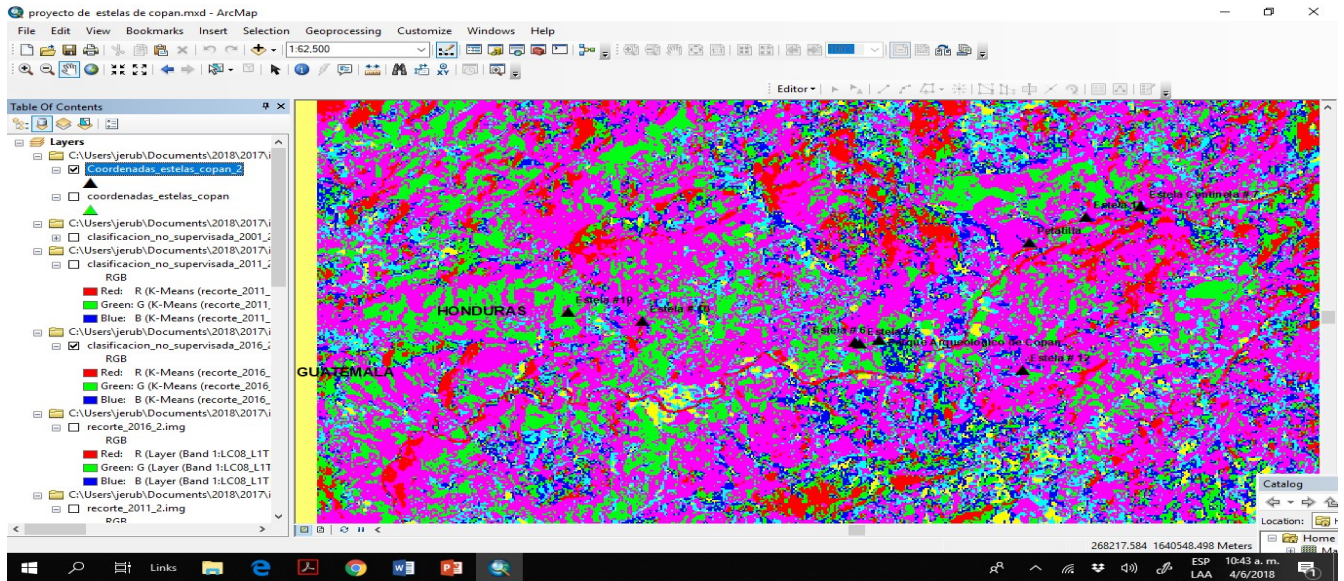 proyecto de estelas de copan.mxd - ArcMap
File Edit View Bookmarks Insert Selection Geoprocessing Customize Windows Help
1:62,500
Editor
Table Of Contents
Layers
C:\Users\jerub\Documents\2018\2017\i
Coordenadas_estelas_copan_2
coordenadas_estelas_copan
C:\Users\jerub\Documents\2018\2017\i
clasificacion_no_supervisada_2001_2
C:\Users\jerub\Documents\2018\2017\i
clasificacion_no_supervisada_2011_2
RGB
Red: R (K-Means (recorte_2011_
Green: G (K-Means (recorte_2011_
Blue: B (K-Means (recorte_2011_
C:\Users\jerub\Documents\2018\2017\i
clasificacion_no_supervisada_2016_2
RGB
Red: R (K-Means (recorte_2016_
Green: G (K-Means (recorte_2016_
Blue: B (K-Means (recorte_2016_
C:\Users\jerub\Documents\2018\2017\i
recorte_2016_2.img
RGB
Red: R (Layer (Band 1:LC08_L1T
Green: G (Layer (Band 1:LC08_L1T
Blue: B (Layer (Band 1:LC08_L1T
C:\Users\jerub\Documents\2018\2017\i
recorte_2011_2.img
RGB
Estela Centinela # 7
Estela
Petatilla
HONDURAS
Estela #19
Estela #
Estela # 6
Parque Arqueologico de Copan
Estela # 12
GUATEMALA
Catalog
Location:
Home
268217.584 1640548.498 Meters
Links
ESP
LAA
10:43 a. m.
4/6/2018